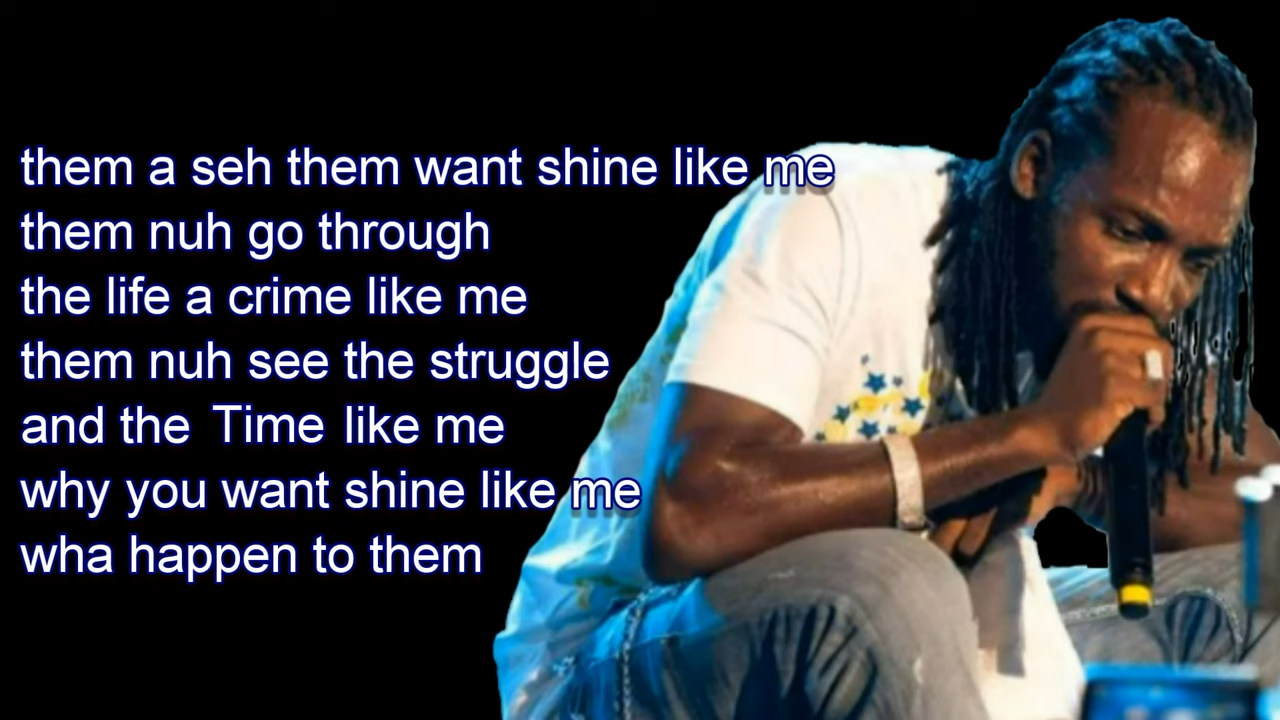 them a seh them want shine like me
them nuh go through
the life a crime like me
them nuh see the struggle
and the Time like me
why you want shine like me
wha happen to them